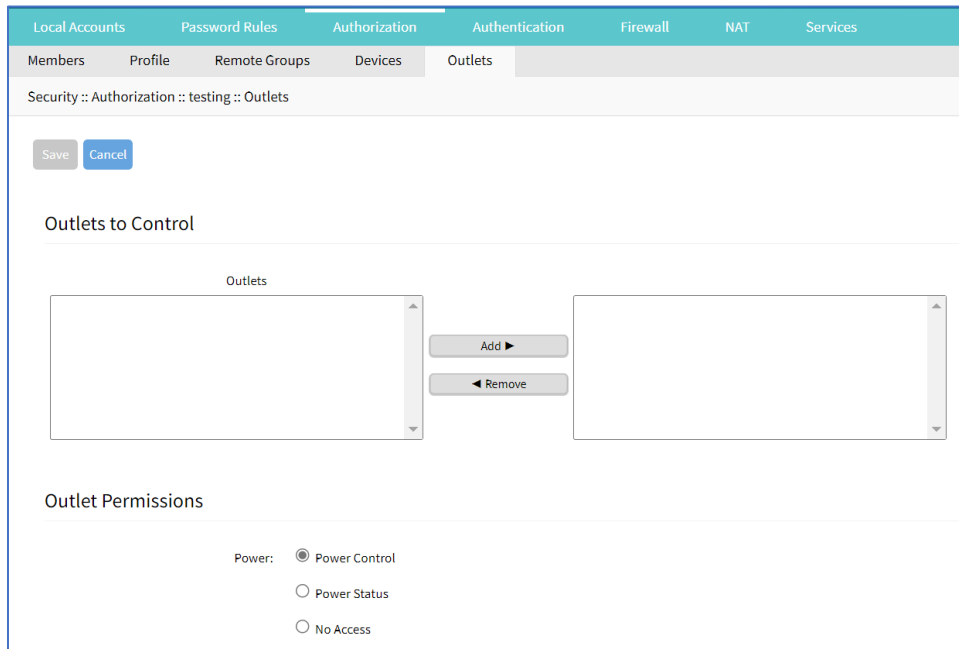 Local Accounts Password Rules Authorization Authentication Firewall NAT Services
Members Profile Remote Groups Devices Outlets
Security :: Authorization :: testing :: Outlets
Save Cancel
Outlets to Control
Outlets
Add ►
◄ Remove
Outlet Permissions
Power: Power Control
Power Status
No Access